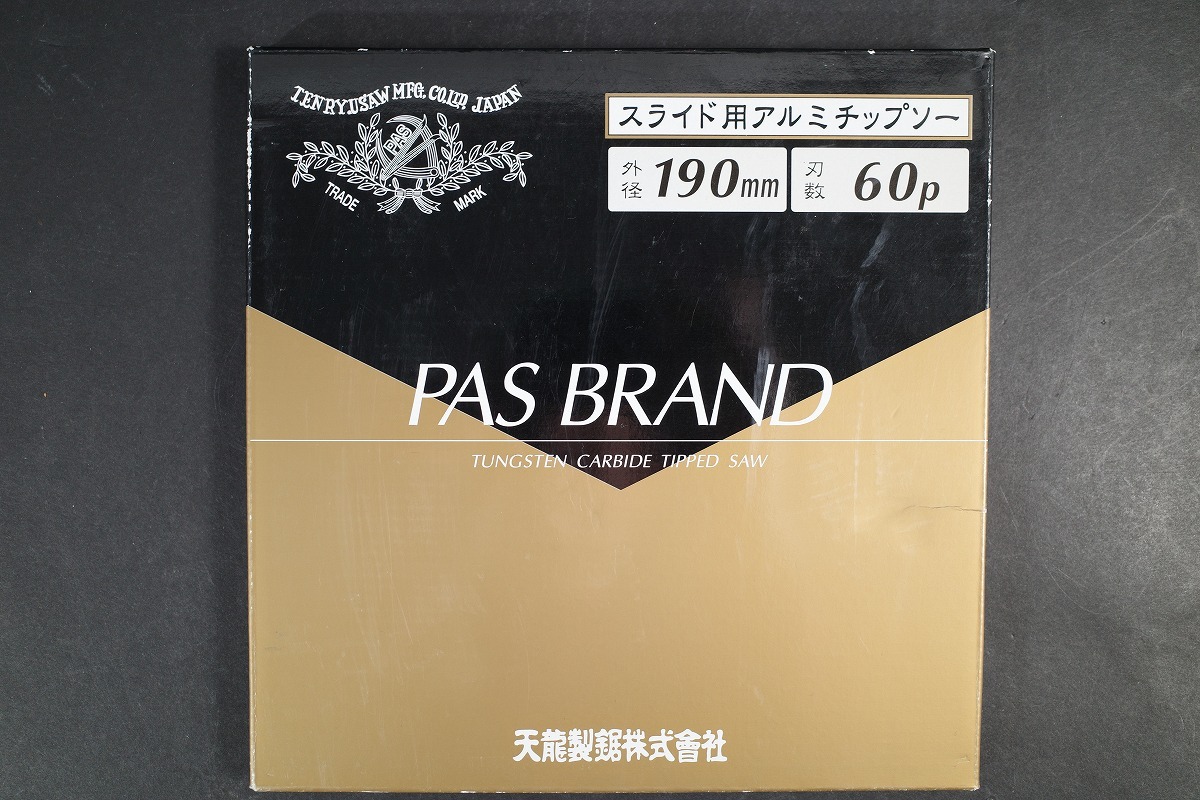 TENRYUSAW MFG. CO. LTD. JAPAN
PAS
TRADE MARK
スライド用アルミチップソー
外径 190mm
刃数 60p
PAS BRAND
TUNGSTEN CARBIDE TIPPED SAW
天龍製鋸株式會社